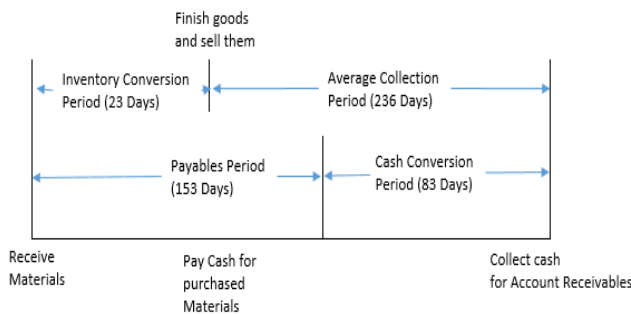 Finish goods
and sell them
Inventory Conversion
Period (23 Days)
Average Collection
Period (236 Days)
Payables Period
(153 Days)
Cash Conversion
Period (83 Days)
Receive
Materials
Pay Cash for
purchased
Materials
Collect cash
for Account Receivables